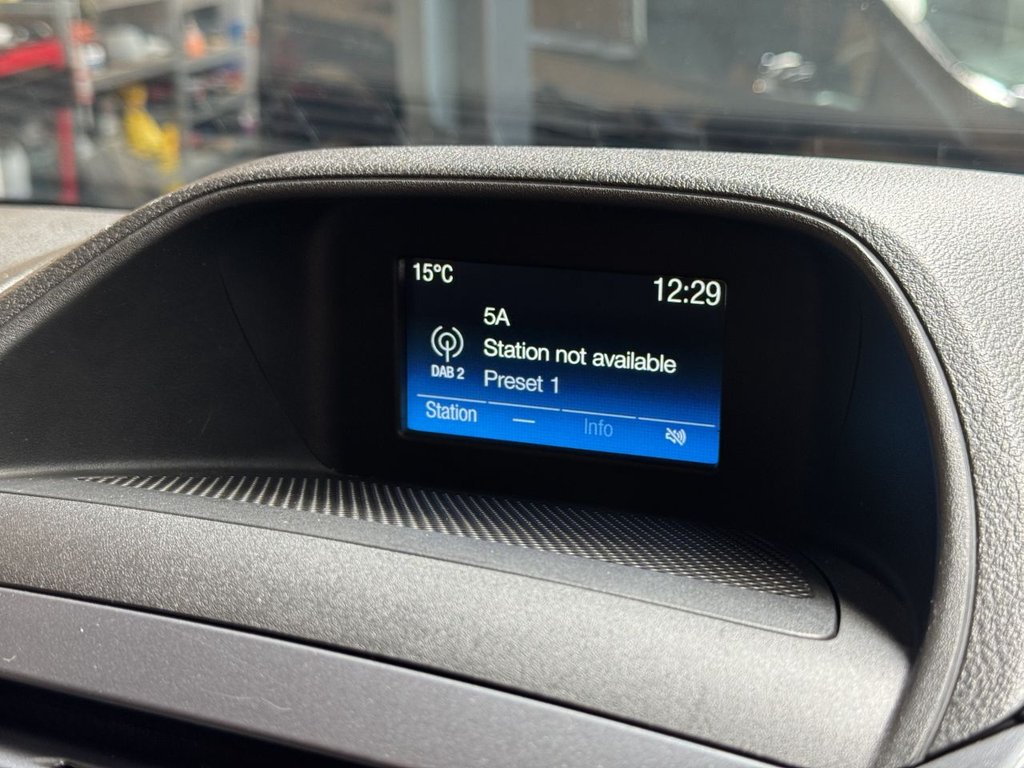 15°C
12:29
5A
Station not available
DAB 2
Preset 1
Station — Info